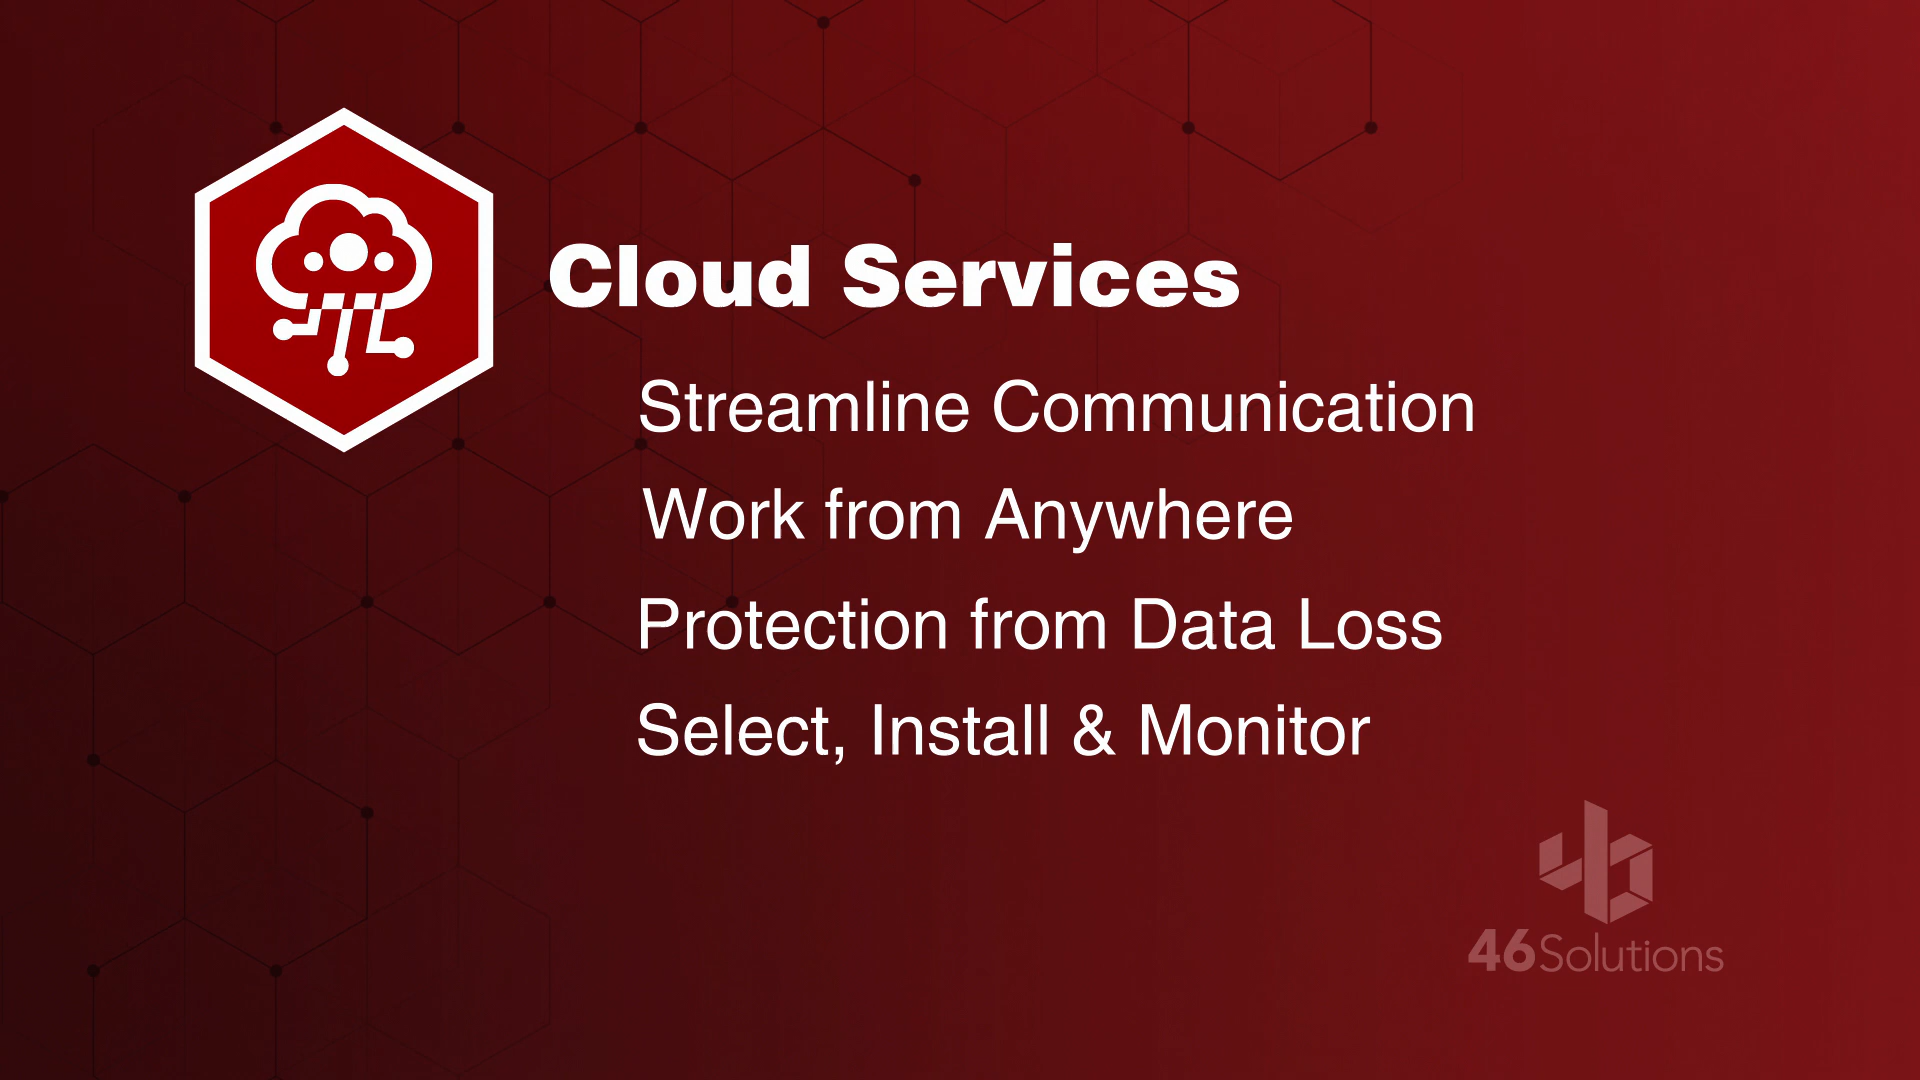 Cloud Services
Streamline Communication
Work from Anywhere
Protection from Data Loss
Select, Install & Monitor
46Solutions